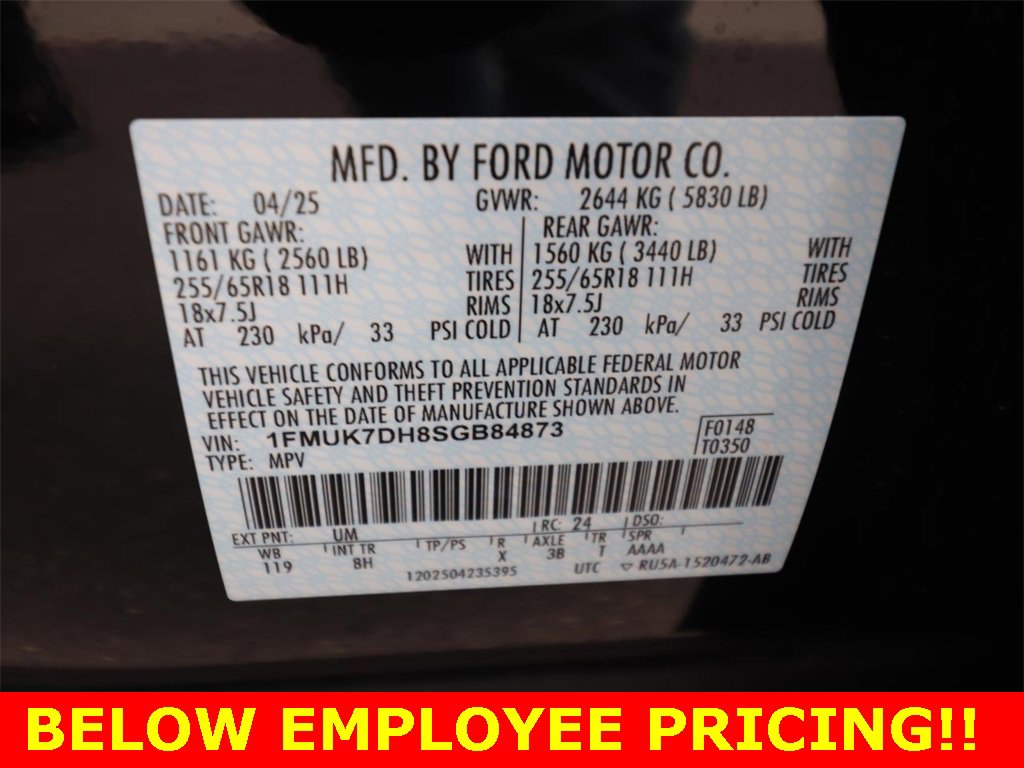 MFD. BY FORD MOTOR CO.
DATE: 04/25 GVWR: 2644 KG ( 5830 LB)
FRONT GAWR: REAR GAWR:
1161 KG ( 2560 LB) WITH 1560 KG ( 3440 LB) WITH
255/65R18 111H TIRES 255/65R18 111H TIRES
18x7.5J RIMS 18x7.5J RIMS
AT 230 kPa/ 33 PSI COLD AT 230 kPa/ 33 PSI COLD
THIS VEHICLE CONFORMS TO ALL APPLICABLE FEDERAL MOTOR
VEHICLE SAFETY AND THEFT PREVENTION STANDARDS IN
EFFECT ON THE DATE OF MANUFACTURE SHOWN ABOVE.
VIN: 1FMUK7DH8SGB84873 F0148
TYPE: MPV T0350
EXT PNT: UM RC: 24 DSO:
WB INT TR TP/PS R AXLE TR SPR
119 8H X 3B T AAAA
1202504235395 UTC ▽ RU5A-1520472-AB
BELOW EMPLOYEE PRICING!!